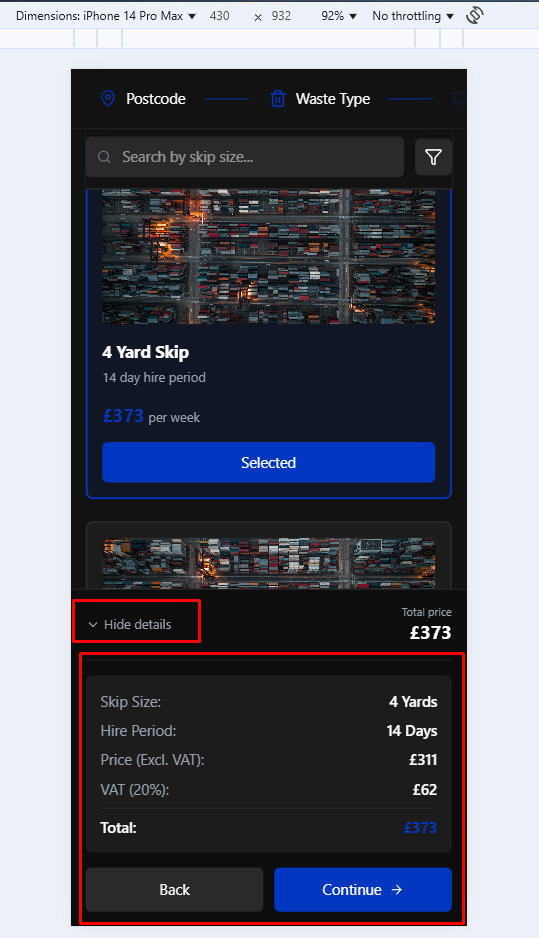 Dimensions: iPhone 14 Pro Max ▼ 430 × 932 92% ▼ No throttling ▼
Postcode Waste Type
Search by skip size...
4 Yard Skip
14 day hire period
£373 per week
Selected
Hide details
Total price
£373
Skip Size: 4 Yards
Hire Period: 14 Days
Price (Excl. VAT): £311
VAT (20%): £62
Total: £373
Back Continue →